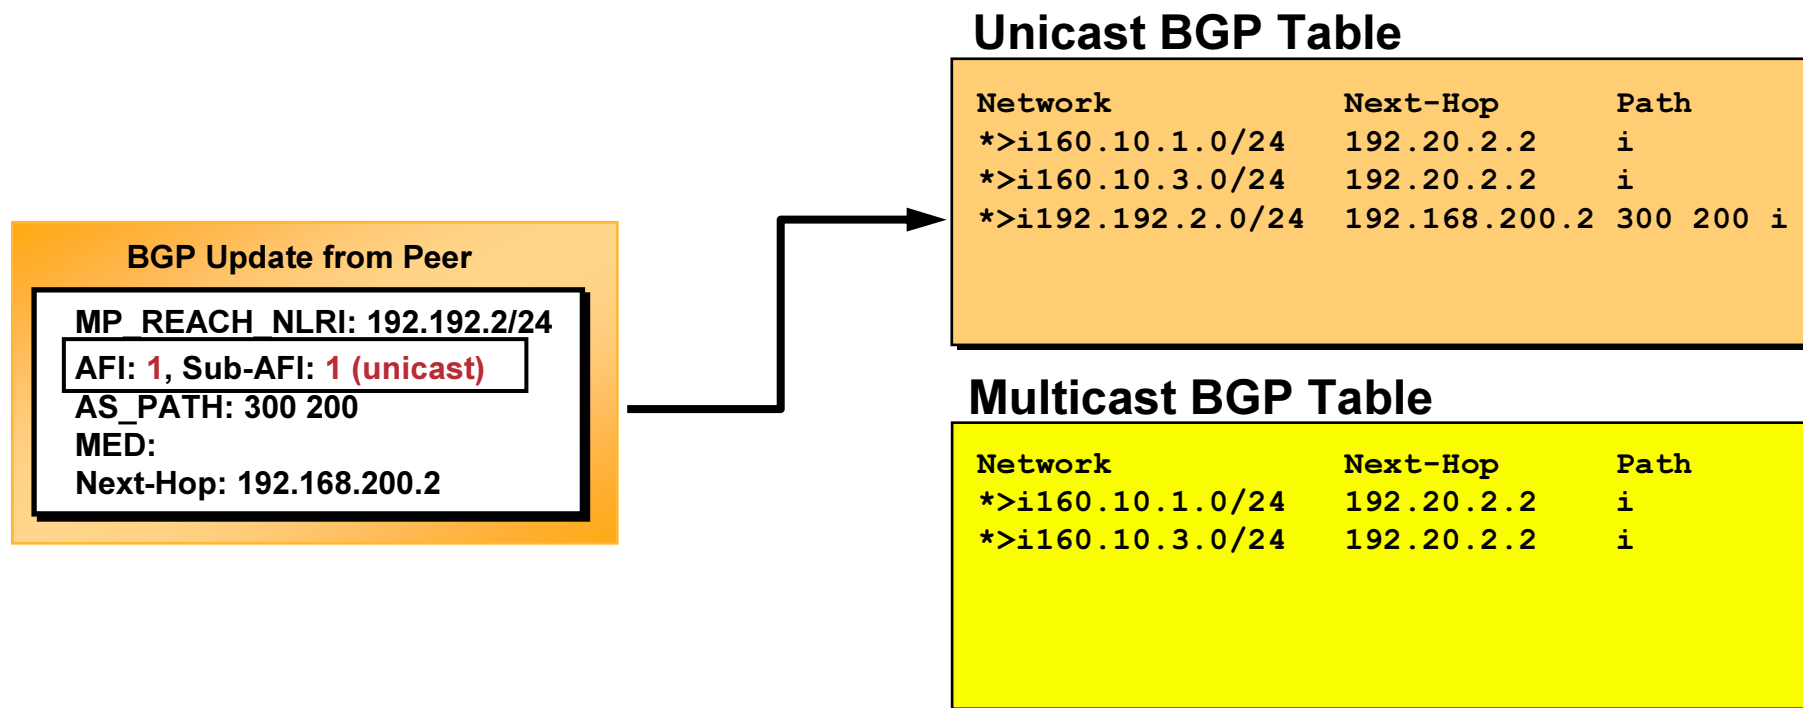 BGP Update from Peer
MP_REACH_NLRI: 192.192.2/24
AFI: 1, Sub-AFI: 1 (unicast)
AS_PATH: 300 200
MED:
Next-Hop: 192.168.200.2
Unicast BGP Table
Network Next-Hop Path
*>i160.10.1.0/24 192.20.2.2 i
*>i160.10.3.0/24 192.20.2.2 i
*>i192.192.2.0/24 192.168.200.2 300 200 i
Multicast BGP Table
Network Next-Hop Path
*>i160.10.1.0/24 192.20.2.2 i
*>i160.10.3.0/24 192.20.2.2 i